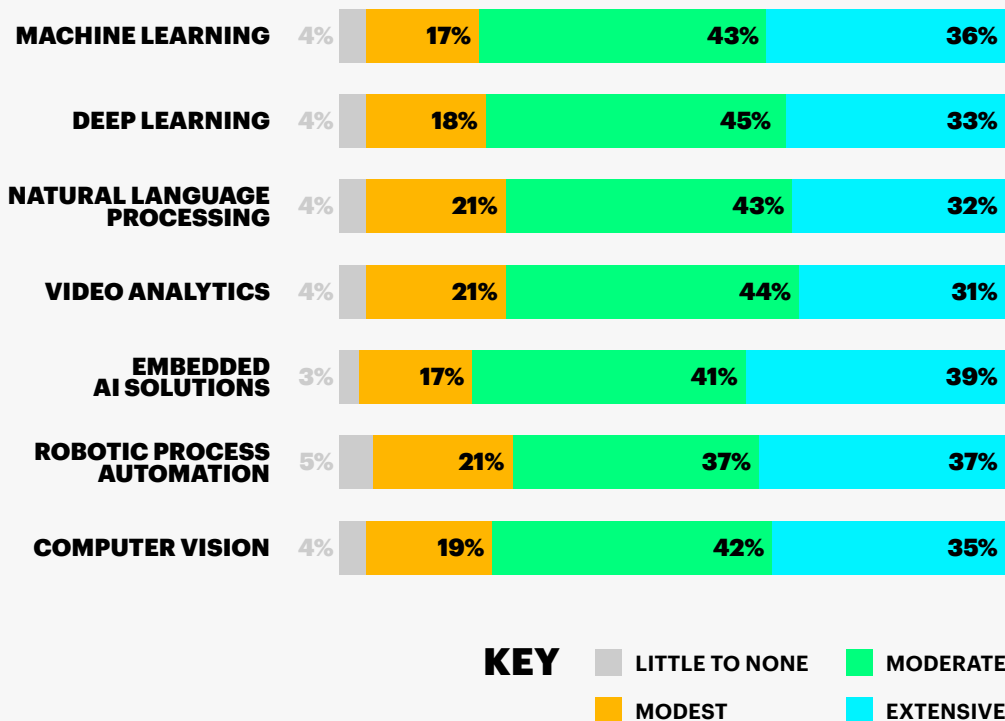 MACHINE LEARNING 4% 17% 43% 36%
DEEP LEARNING 4% 18% 45% 33%
NATURAL LANGUAGE
PROCESSING 4% 21% 43% 32%
VIDEO ANALYTICS 4% 21% 44% 31%
EMBEDDED
AI SOLUTIONS 3% 17% 41% 39%
ROBOTIC PROCESS
AUTOMATION 5% 21% 37% 37%
COMPUTER VISION 4% 19% 42% 35%
KEY LITTLE TO NONE MODERATE
MODEST EXTENSIVE